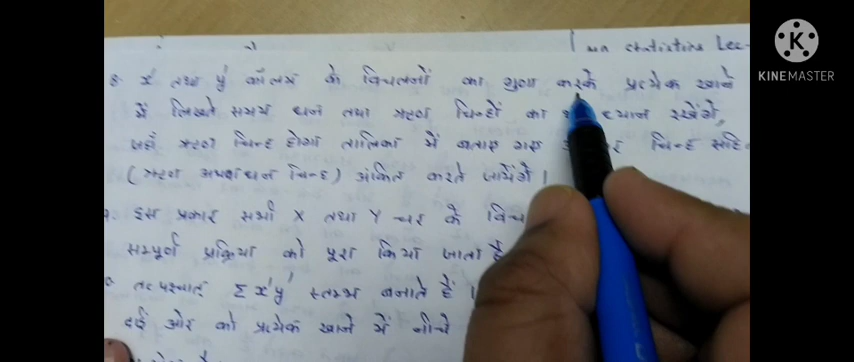 Statistics Lec-
8. x' तथा y' कॉलम के विचलनों का गुणा करके प्रत्येक खाने
में लिखते समय धन तथा ऋण चिन्हों का ध्यान रखेंगे,
जहाँ ऋण चिन्ह होगा तालिका में बताए गए चिन्ह सहि
(ऋण अथवा धन चिन्ह) अंकित करते जायेंगे।
इस प्रकार सभी X तथा Y चर के विच
सम्पूर्ण प्रक्रिया को पूरा किया जाता है
तत्पश्चात् Σx'y' स्तम्भ बनाते हैं।
दाईं ओर को प्रत्येक खाने में नीचे
KINEMASTER